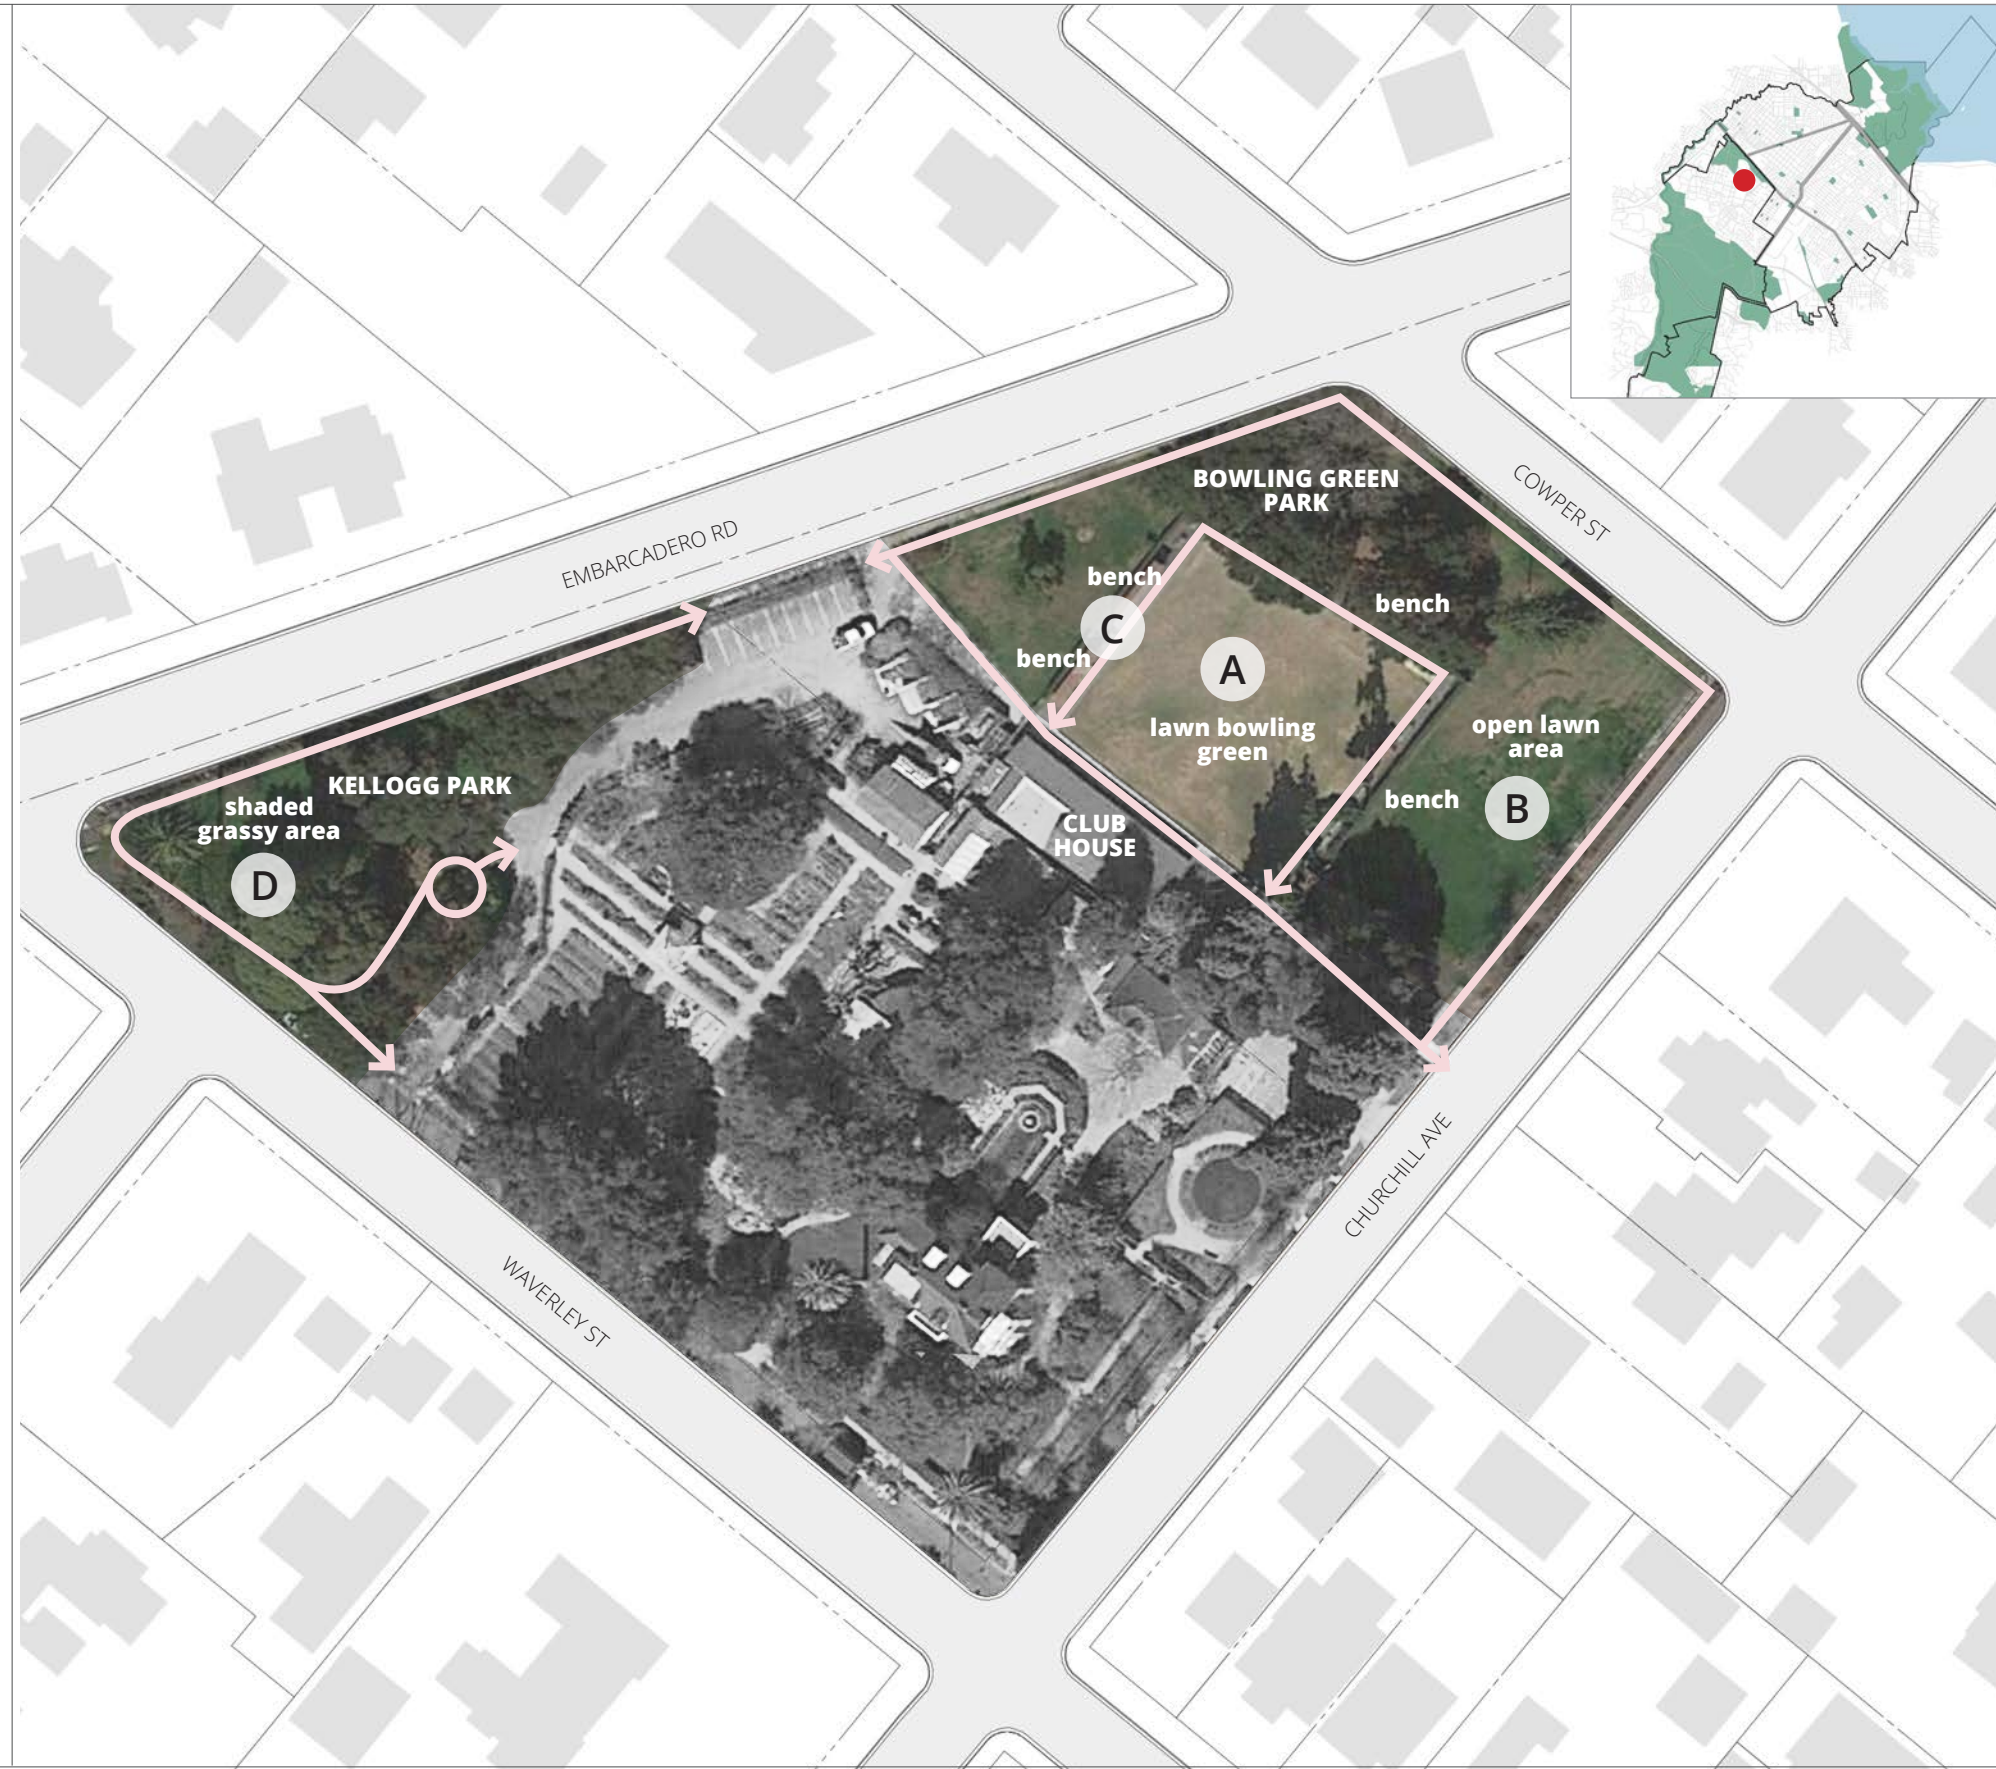 BOWLING GREEN
PARK
COWPER ST
EMBARCADERO RD
bench
bench
C
A
bench
lawn bowling
green
open lawn
area
bench
B
KELLOGG PARK
shaded
grassy area
D
CLUB
HOUSE
CHURCHILL AVE
WAVERLEY ST